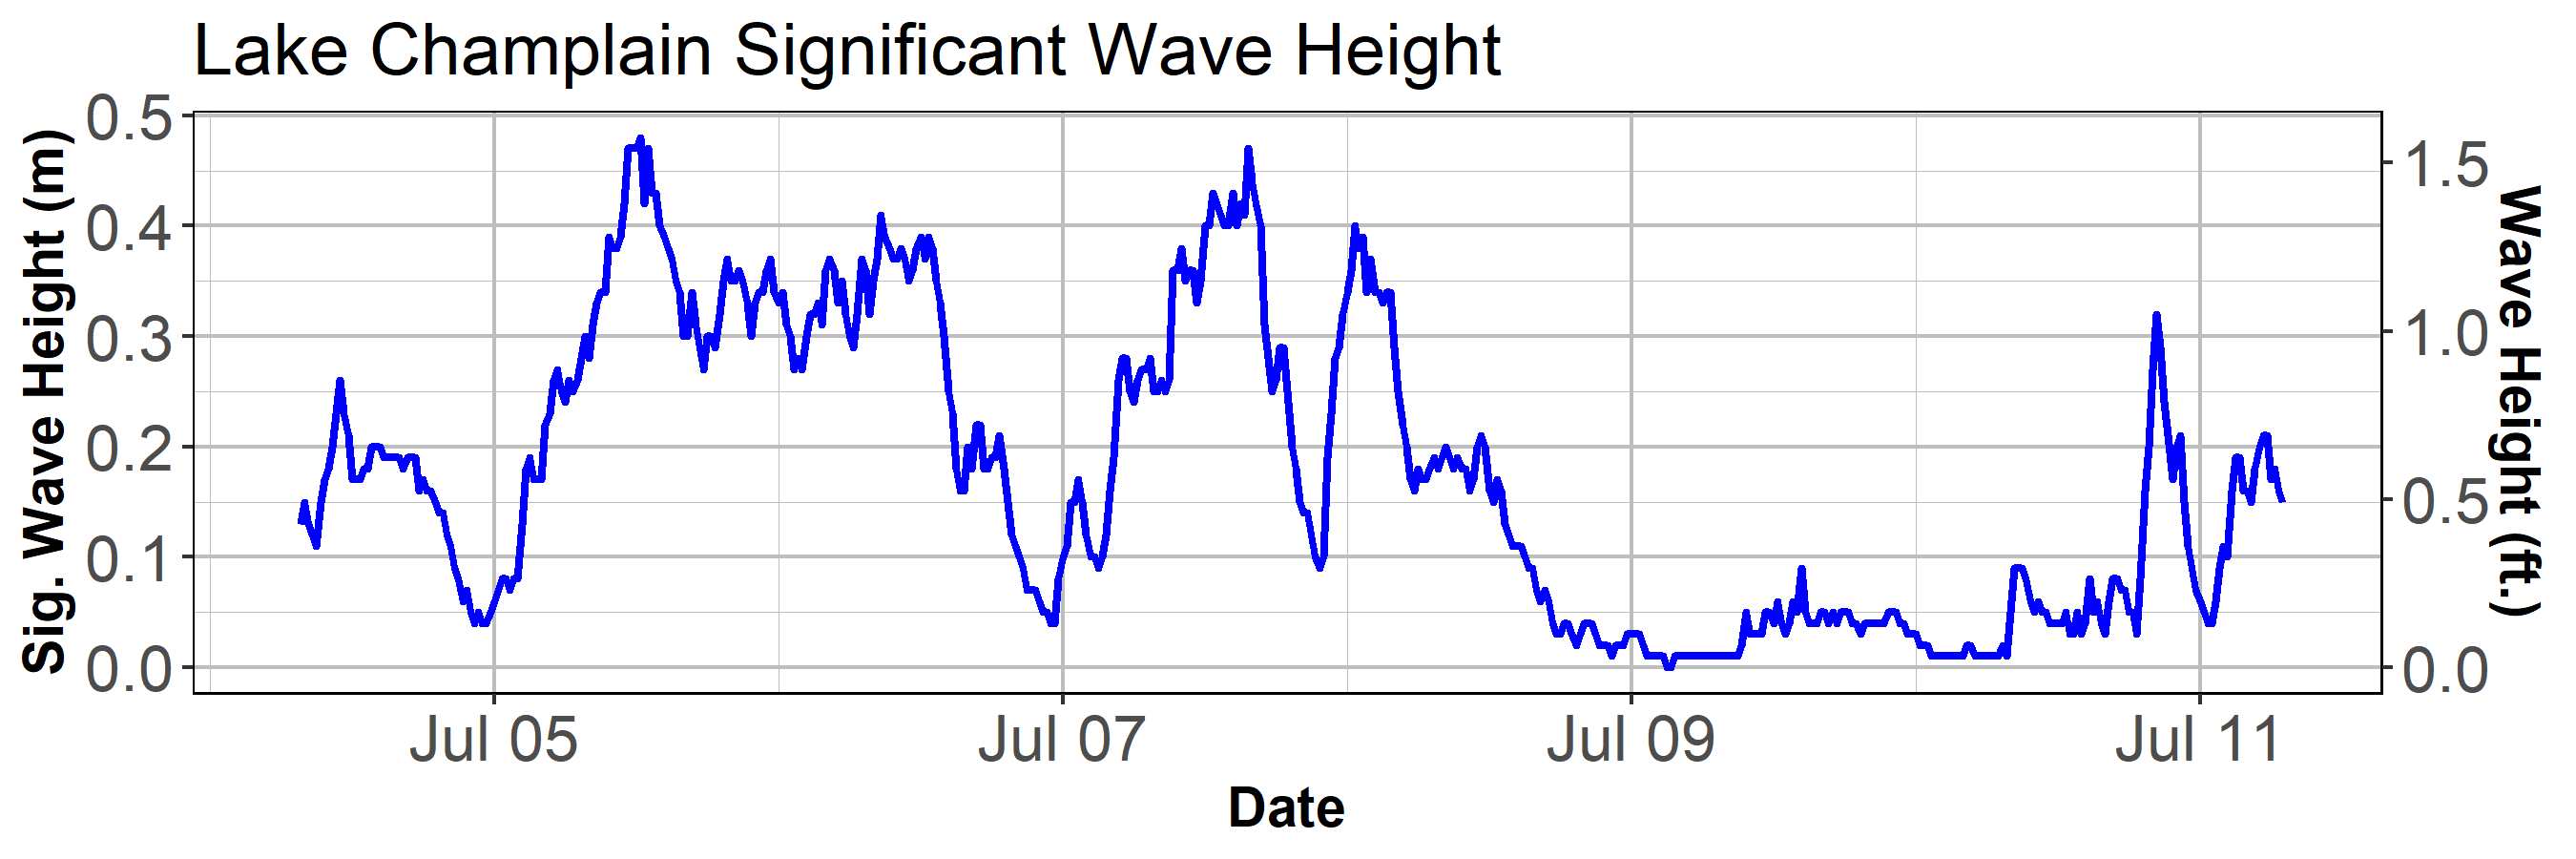 Lake Champlain Significant Wave Height
Sig. Wave Height (m)
0.5
0.4
0.3
0.2
0.1
0.0
1.5
1.0
0.5
0.0
Wave Height (ft.)
Jul 05
Jul 07
Jul 09
Jul 11
Date